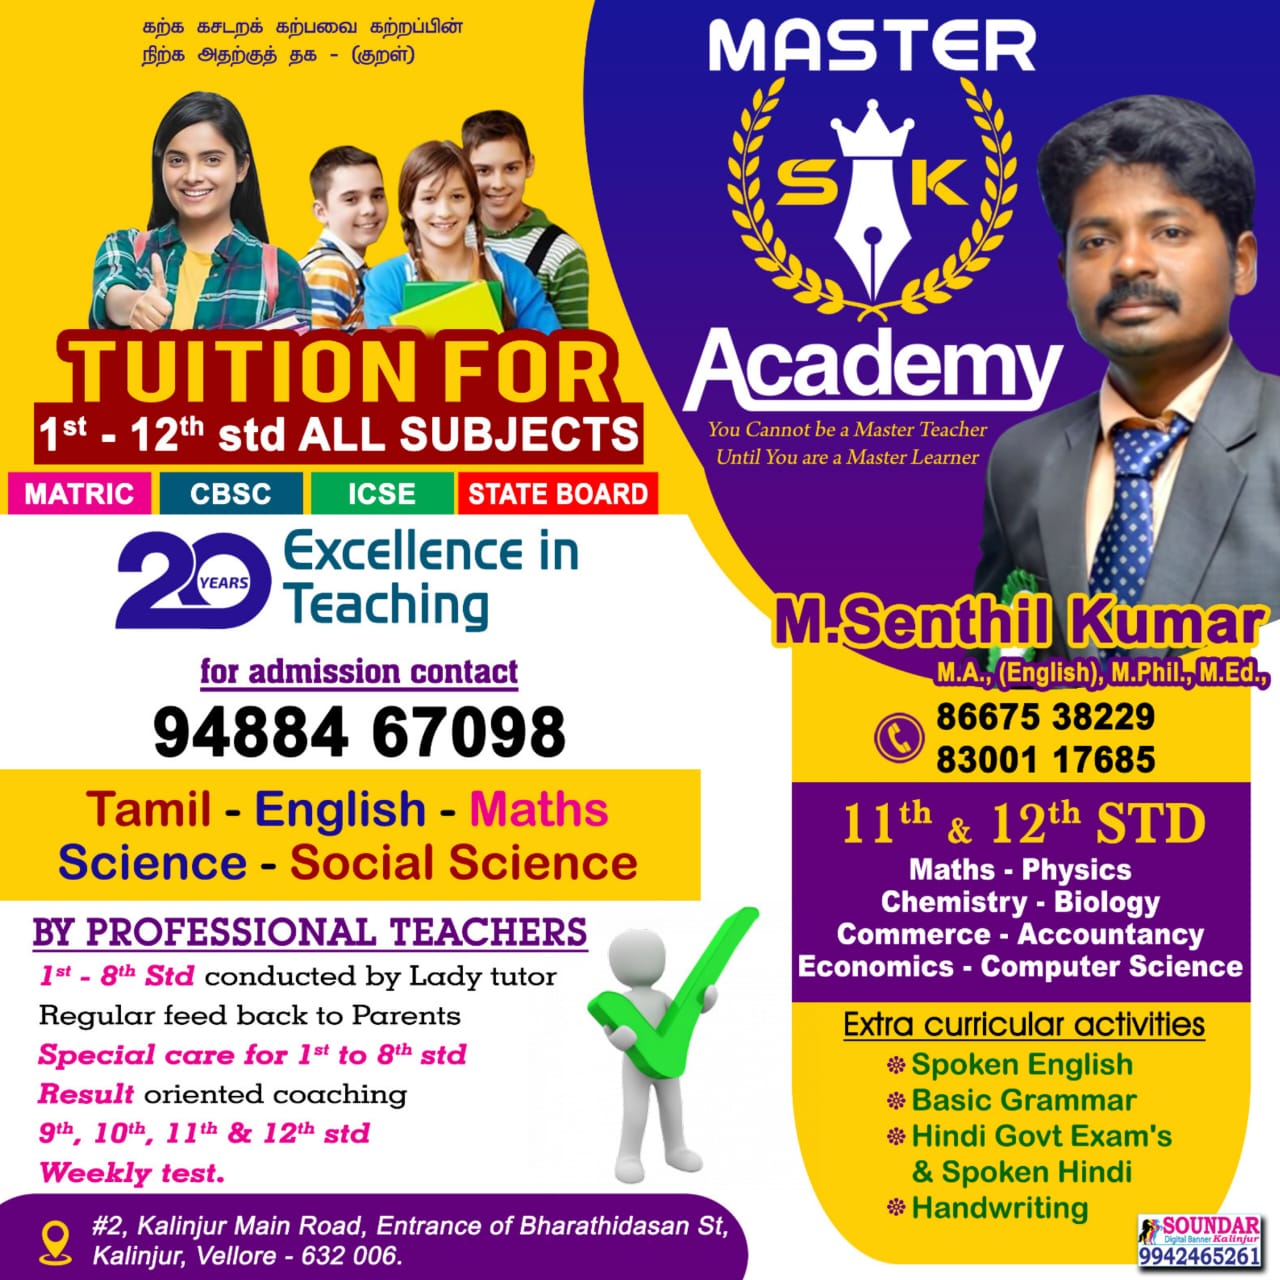 கற்க கசடறக் கற்பவை கற்றப்பின்
நிற்க அதற்குத் தக - (குறள்)
TUITION FOR
1st - 12th std ALL SUBJECTS
MATRIC CBSC ICSE STATE BOARD
20 YEARS
Excellence in
Teaching
for admission contact
94884 67098
Tamil - English - Maths
Science - Social Science
BY PROFESSIONAL TEACHERS
1st - 8th Std conducted by Lady tutor
Regular feed back to Parents
Special care for 1st to 8th std
Result oriented coaching
9th, 10th, 11th & 12th std
Weekly test.
#2, Kalinjur Main Road, Entrance of Bharathidasan St,
Kalinjur, Vellore - 632 006.
MASTER
S K
Academy
You Cannot be a Master Teacher
Until You are a Master Learner
M.Senthil Kumar
M.A., (English), M.Phil., M.Ed.,
86675 38229
83001 17685
11th & 12th STD
Maths - Physics
Chemistry - Biology
Commerce - Accountancy
Economics - Computer Science
Extra curricular activities
Spoken English
Basic Grammar
Hindi Govt Exam's
& Spoken Hindi
Handwriting
SOUNDAR
Digital Banner Kalinjur
9942465261